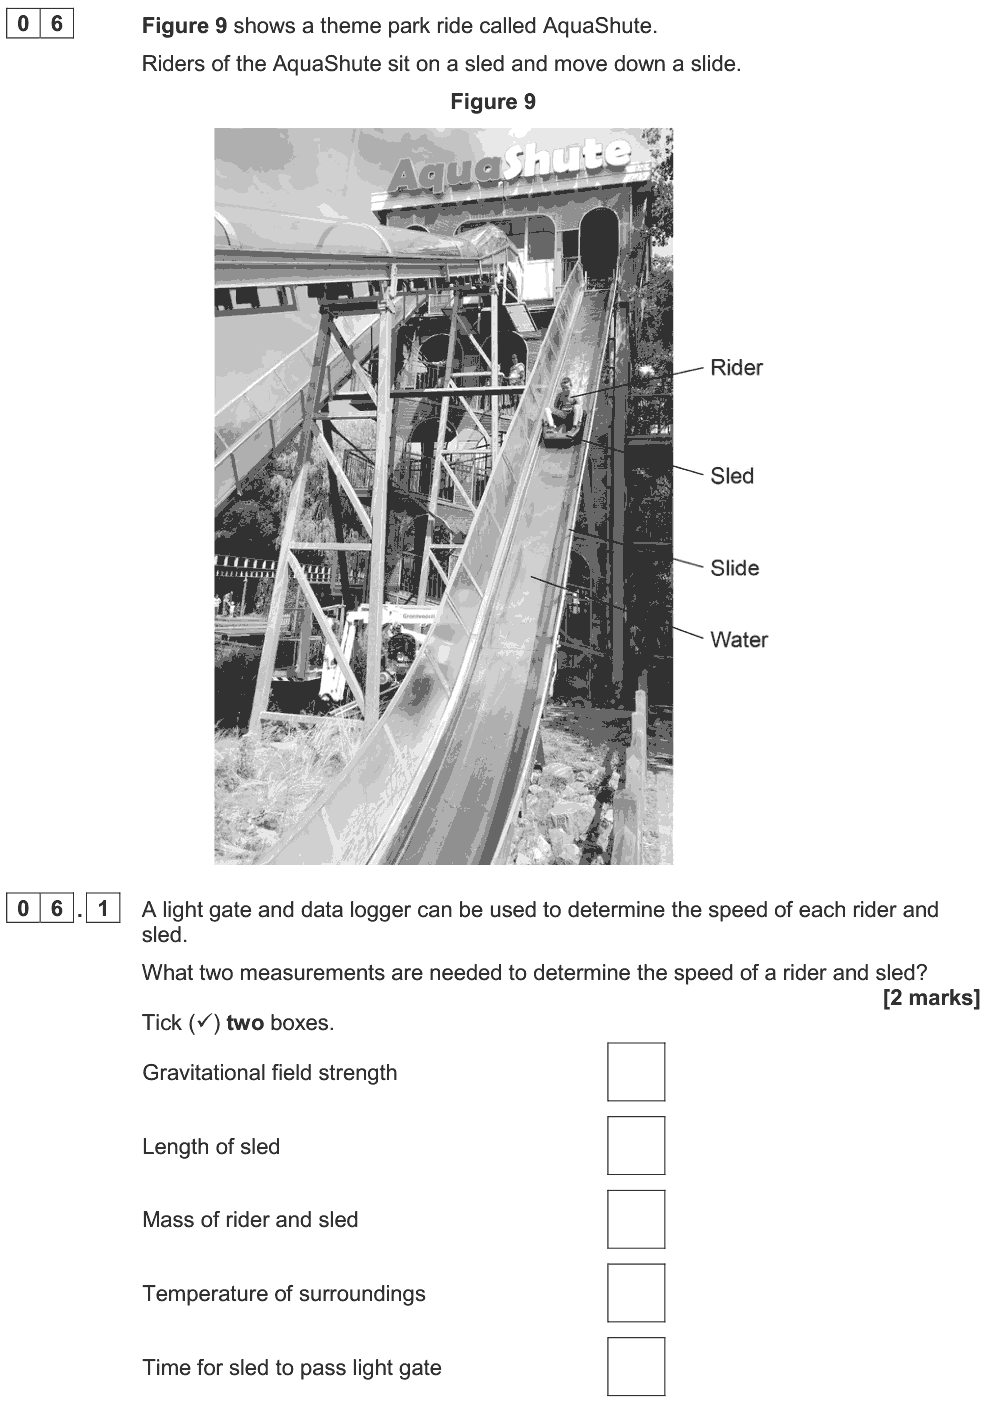 0 6
Figure 9 shows a theme park ride called AquaShute.
Riders of the AquaShute sit on a sled and move down a slide.
Figure 9
AquaShute
Rider
Sled
Slide
Water
0 6 . 1
A light gate and data logger can be used to determine the speed of each rider and
sled.
What two measurements are needed to determine the speed of a rider and sled?
[2 marks]
Tick (✓) two boxes.
Gravitational field strength
Length of sled
Mass of rider and sled
Temperature of surroundings
Time for sled to pass light gate